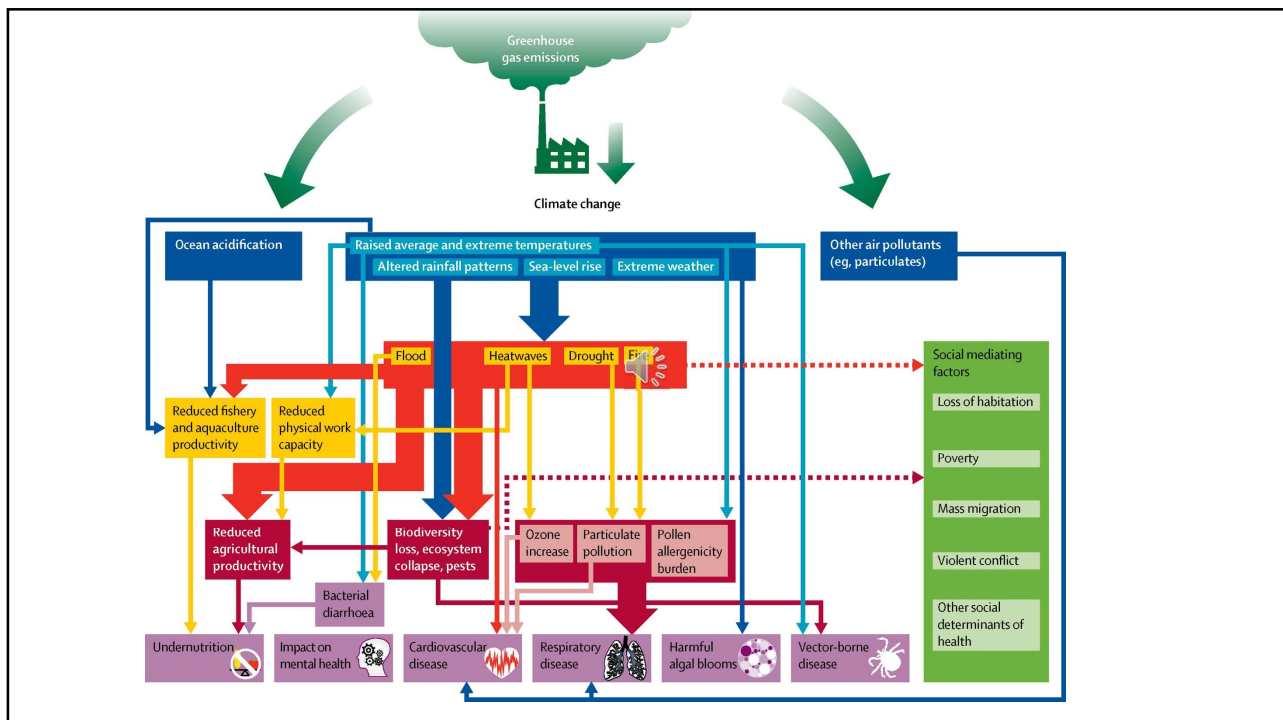 Greenhouse
gas emissions
Climate change
Ocean acidification
Raised average and extreme temperatures
Altered rainfall patterns
Sea-level rise
Extreme weather
Other air pollutants
(eg, particulates)
Flood
Heatwaves
Drought
Social mediating
factors
Loss of habitation
Poverty
Mass migration
Violent conflict
Other social
determinants of
health
Reduced fishery
and aquaculture
productivity
Reduced
physical work
capacity
Reduced
agricultural
productivity
Biodiversity
loss, ecosystem
collapse, pests
Ozone
increase
Particulate
pollution
Pollen
allergenicity
burden
Bacterial
diarrhoea
Undernutrition
Impact on
mental health
Cardiovascular
disease
Respiratory
disease
Harmful
algal blooms
Vector-borne
disease